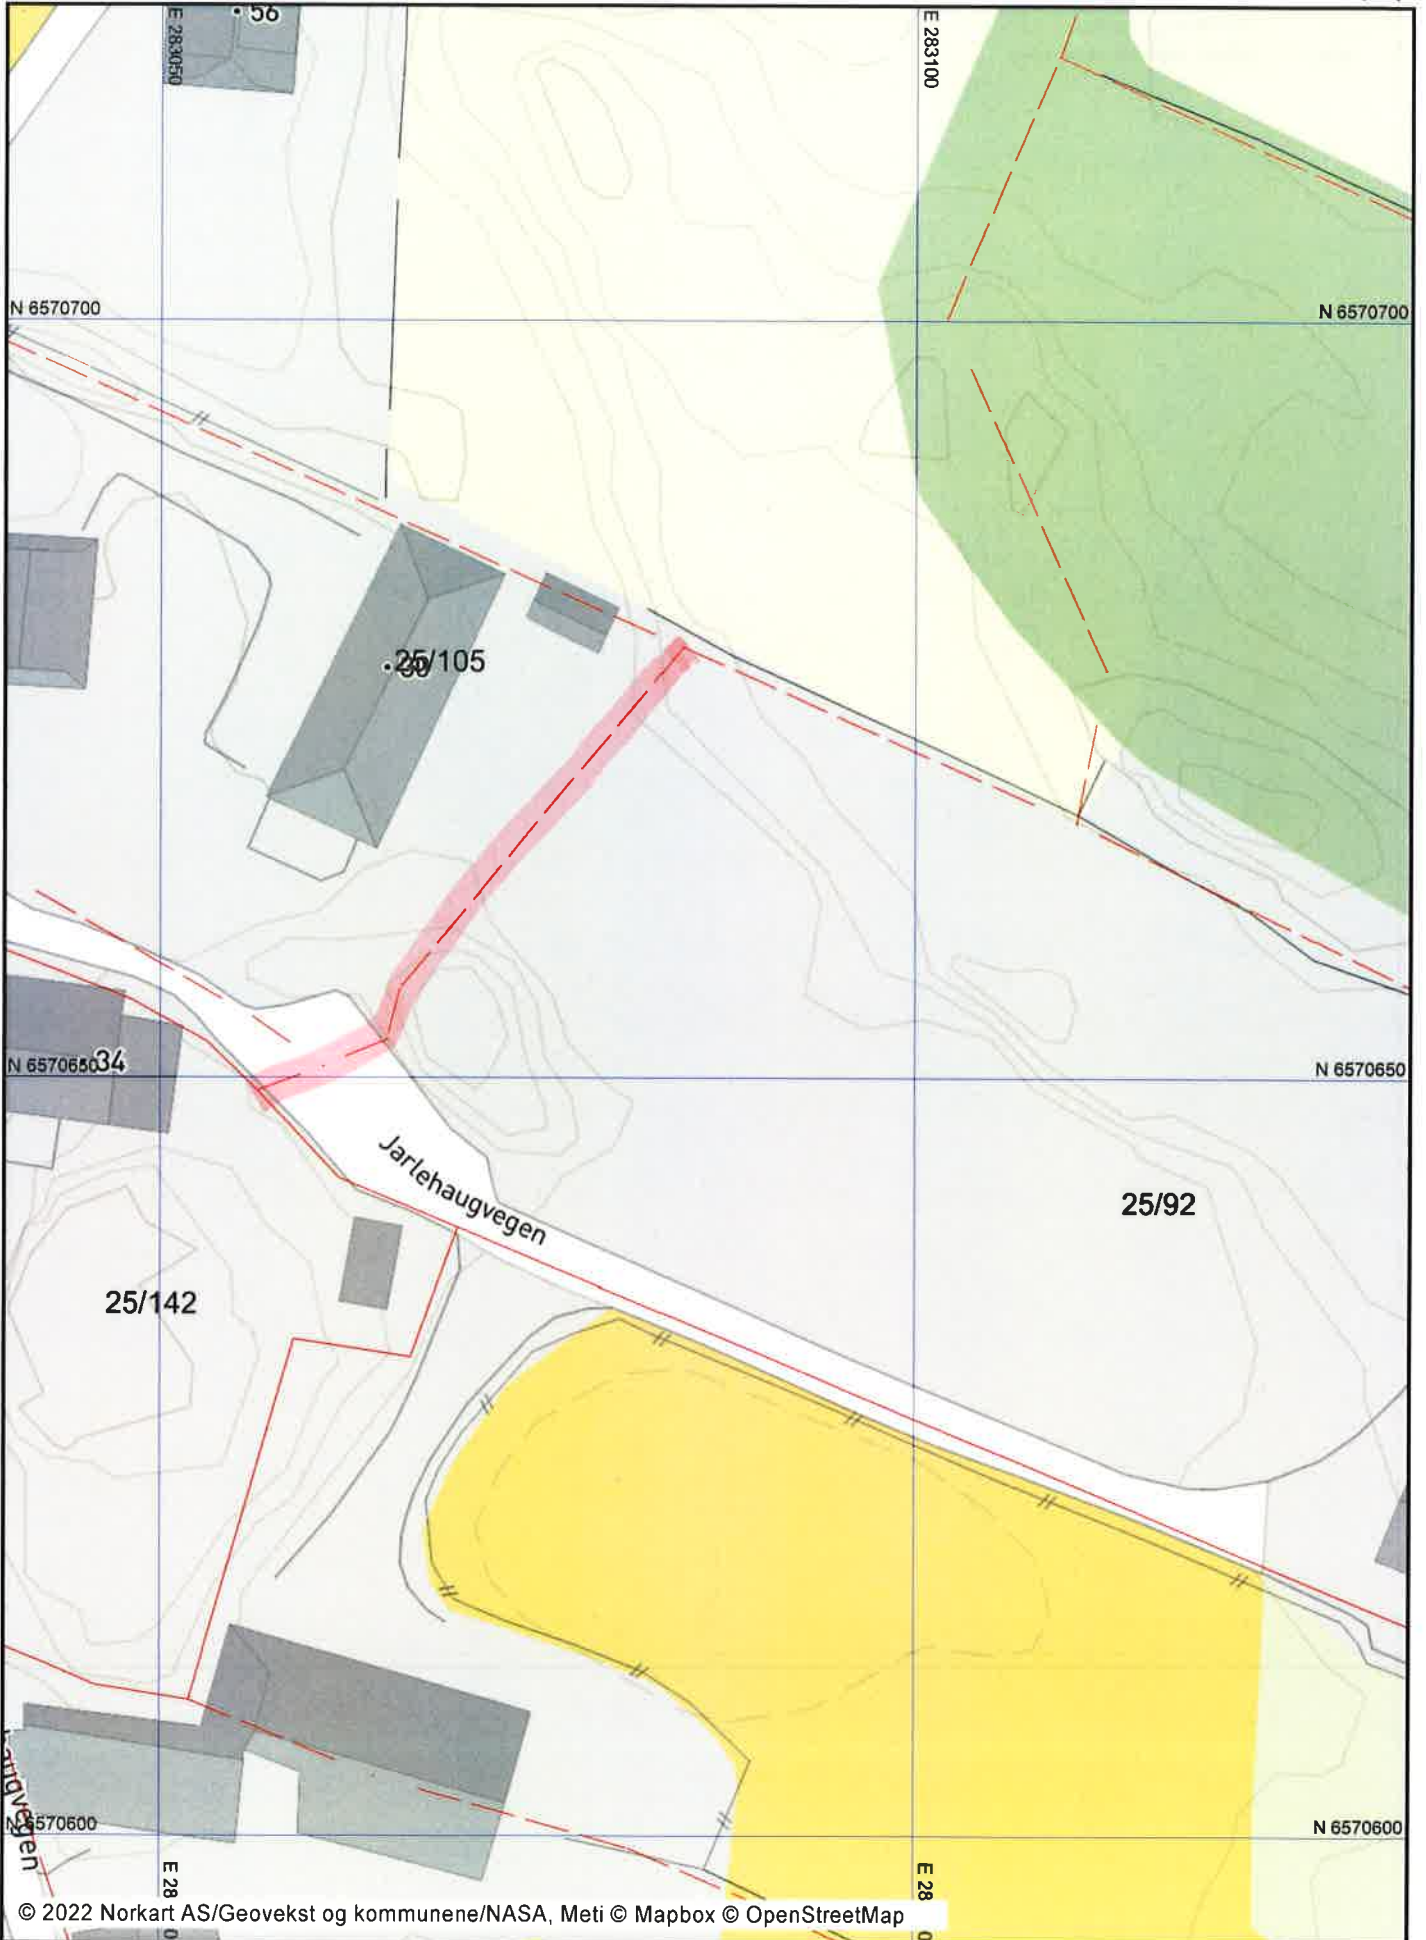 56
E 283050
E 283100
N 6570700
N 6570700
25/105
N 6570650
34
N 6570650
Jarlehaugvegen
25/92
25/142
N 6570600
N 6570600
E 28
E 28
© 2022 Norkart AS/Geovekst og kommunene/NASA, Meti © Mapbox © OpenStreetMap